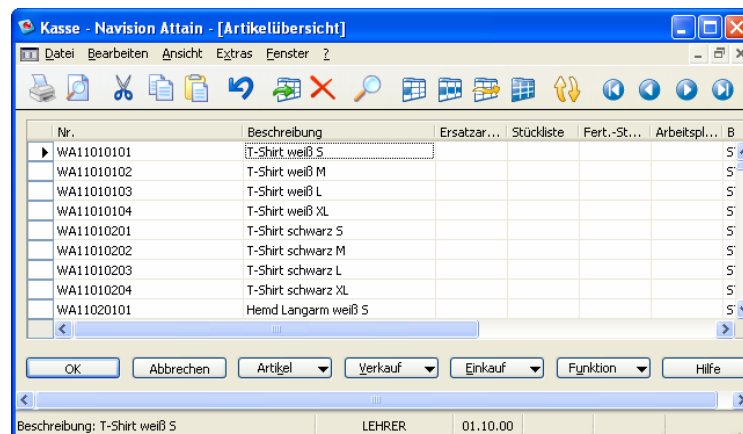 Kasse - Navision Attain - [Artikelübersicht]
Datei Bearbeiten Ansicht Extras Fenster ?
Nr. Beschreibung Ersatzar... Stückliste Fert.-St... Arbeitspl... B
WA11010101 T-Shirt weiß S
WA11010102 T-Shirt weiß M
WA11010103 T-Shirt weiß L
WA11010104 T-Shirt weiß XL
WA11010201 T-Shirt schwarz S
WA11010202 T-Shirt schwarz M
WA11010203 T-Shirt schwarz L
WA11010204 T-Shirt schwarz XL
WA11020101 Hemd Langarm weiß S
OK Abbrechen Artikel Verkauf Einkauf Funktion Hilfe
Beschreibung: T-Shirt weiß S LEHRER 01.10.00